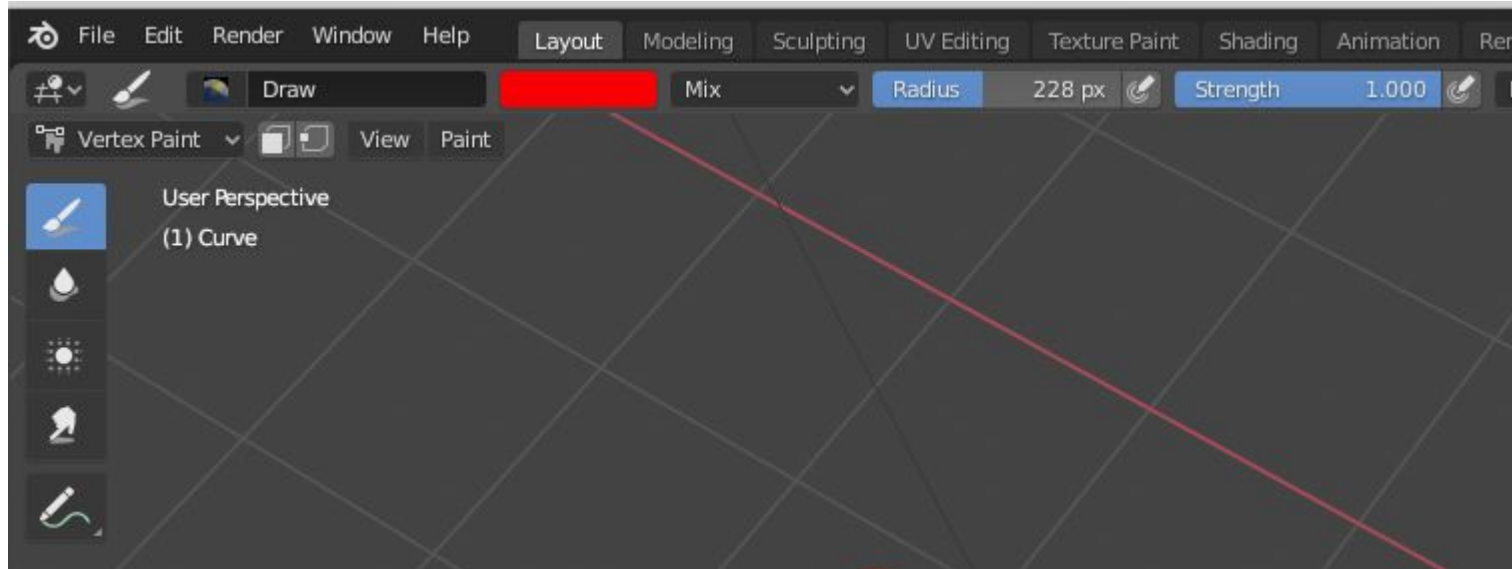 File Edit Render Window Help Layout Modeling Sculpting UV Editing Texture Paint Shading Animation
Draw Mix Radius 228 px Strength 1.000
Vertex Paint View Paint
User Perspective
(1) Curve